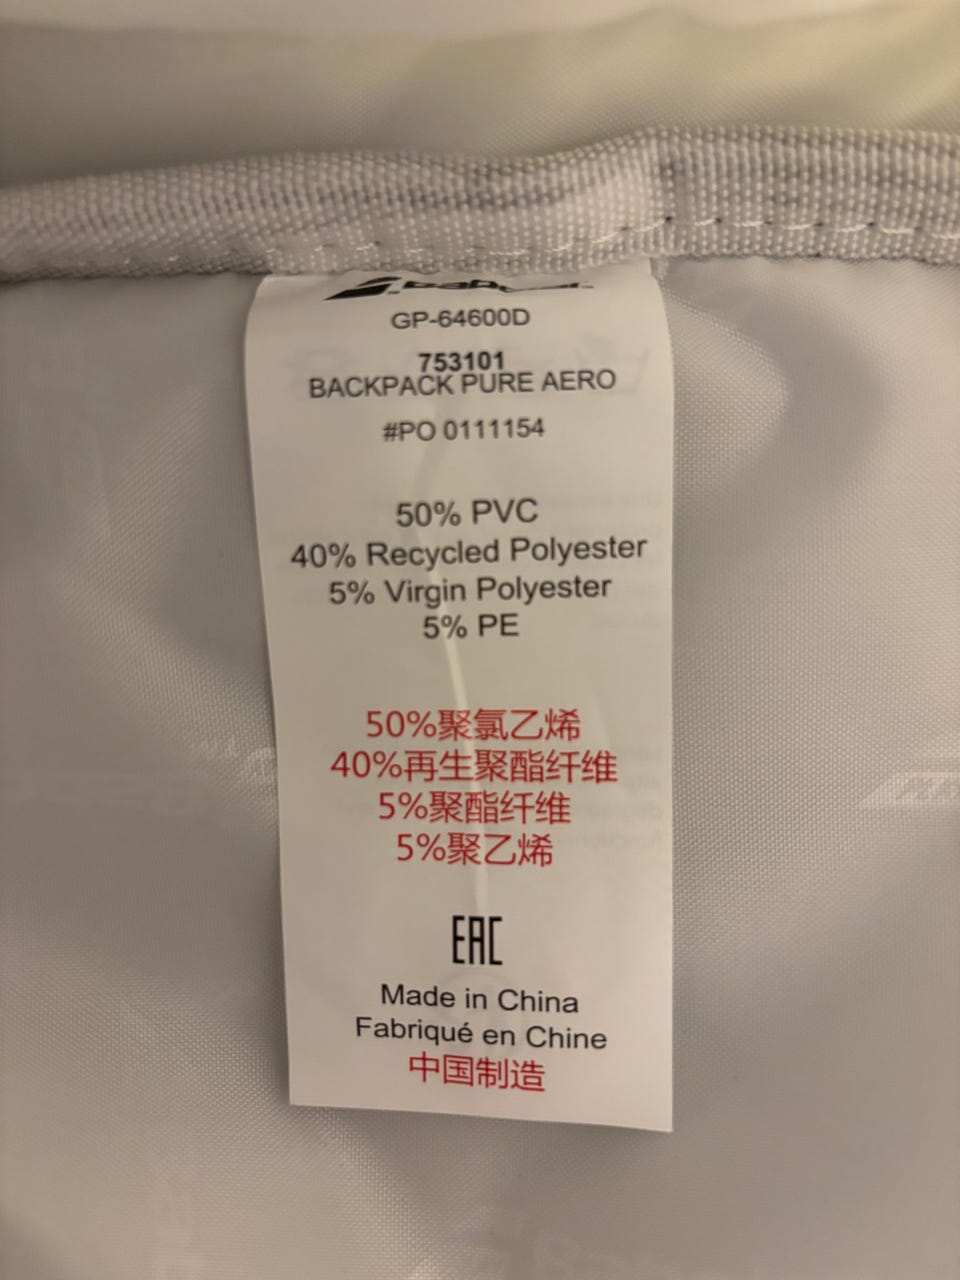 GP-64600D
753101
BACKPACK PURE AERO
#PO 0111154
50% PVC
40% Recycled Polyester
5% Virgin Polyester
5% PE
50%聚氯乙烯
40%再生聚酯纤维
5%聚酯纤维
5%聚乙烯
EAC
Made in China
Fabriqué en Chine
中国制造